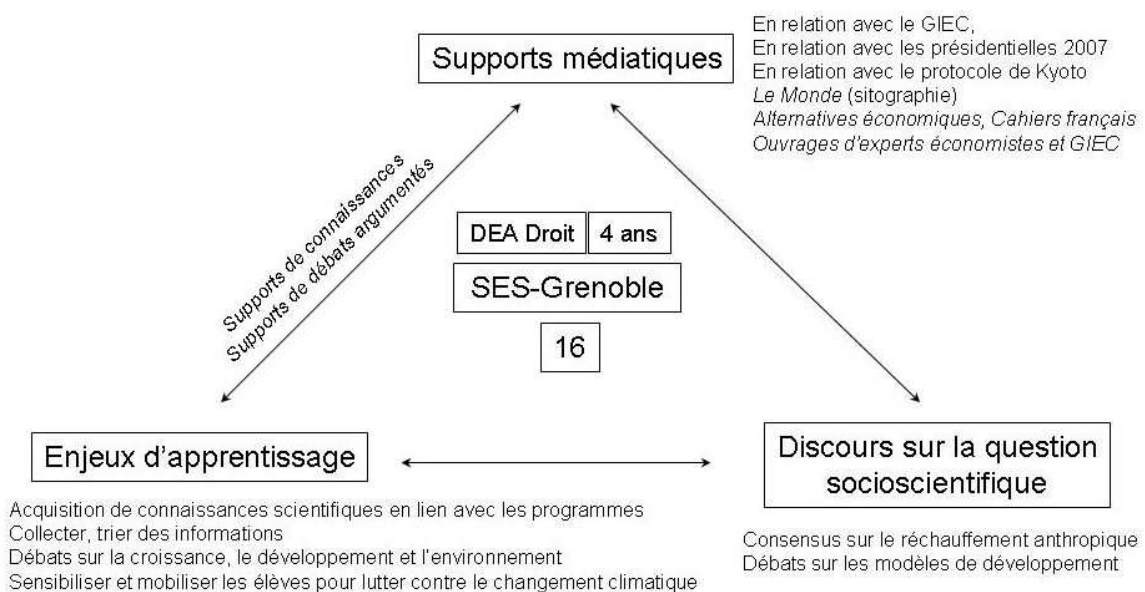 Supports médiatiques
En relation avec le GIEC,
En relation avec les présidentielles 2007
En relation avec le protocole de Kyoto
Le Monde (sitographie)
Alternatives économiques, Cahiers français
Ouvrages d'experts économistes et GIEC
Supports de connaissances
Supports de débats argumentés
DEA Droit 4 ans
SES-Grenoble
16
Enjeux d'apprentissage
Acquisition de connaissances scientifiques en lien avec les programmes
Collecter, trier des informations
Débats sur la croissance, le développement et l'environnement
Sensibiliser et mobiliser les élèves pour lutter contre le changement climatique
Discours sur la question
socioscientifique
Consensus sur le réchauffement anthropique
Débats sur les modèles de développement